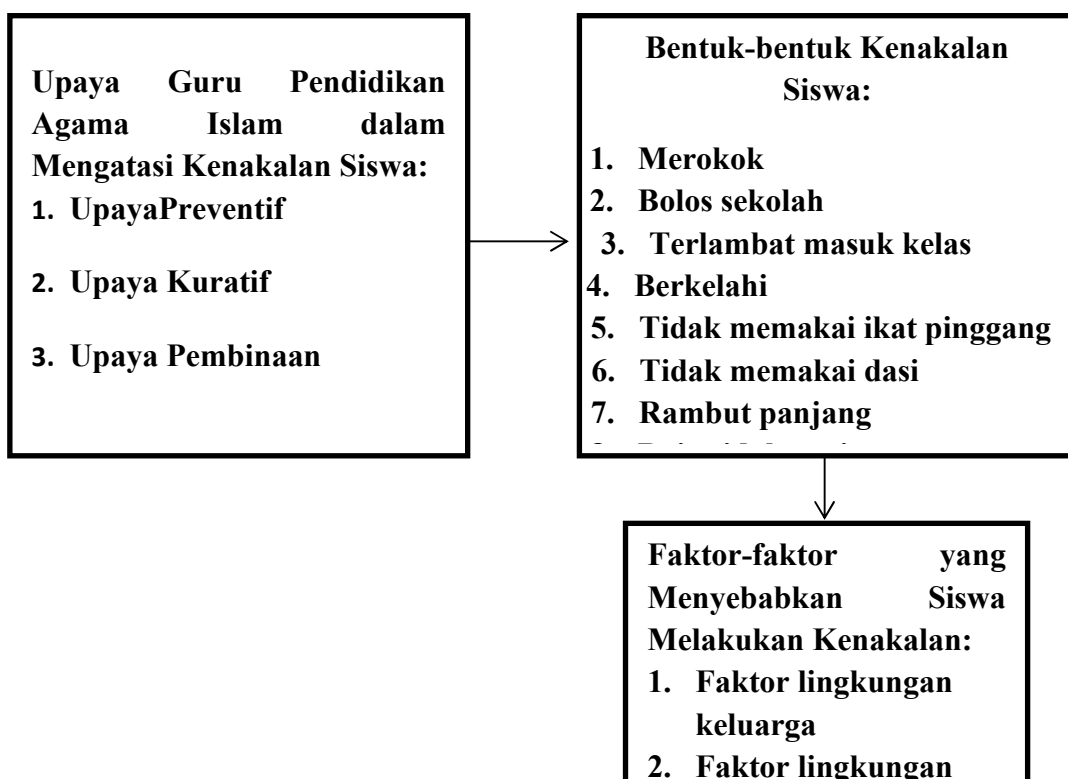 Upaya Guru Pendidikan
Agama Islam dalam
Mengatasi Kenakalan Siswa:
1. UpayaPreventif
2. Upaya Kuratif
3. Upaya Pembinaan
Bentuk-bentuk Kenakalan
Siswa:
1. Merokok
2. Bolos sekolah
3. Terlambat masuk kelas
4. Berkelahi
5. Tidak memakai ikat pinggang
6. Tidak memakai dasi
7. Rambut panjang
Faktor-faktor yang
Menyebabkan Siswa
Melakukan Kenakalan:
1. Faktor lingkungan
keluarga
2. Faktor lingkungan